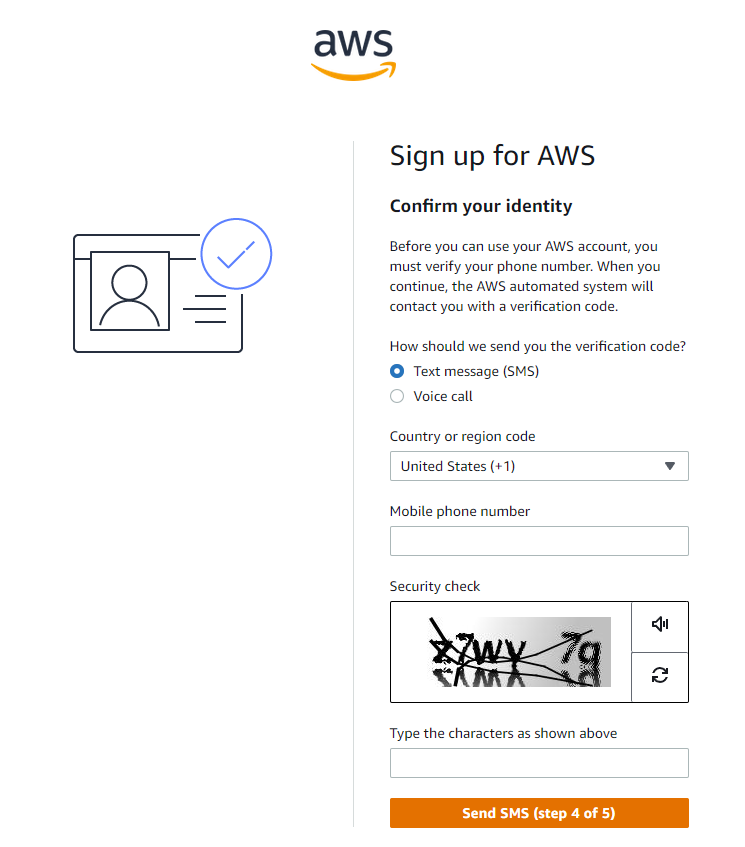 aws
Sign up for AWS
Confirm your identity
Before you can use your AWS account, you
must verify your phone number. When you
continue, the AWS automated system will
contact you with a verification code.
How should we send you the verification code?
Text message (SMS)
Voice call
Country or region code
United States (+1)
Mobile phone number
Security check
Type the characters as shown above
Send SMS (step 4 of 5)